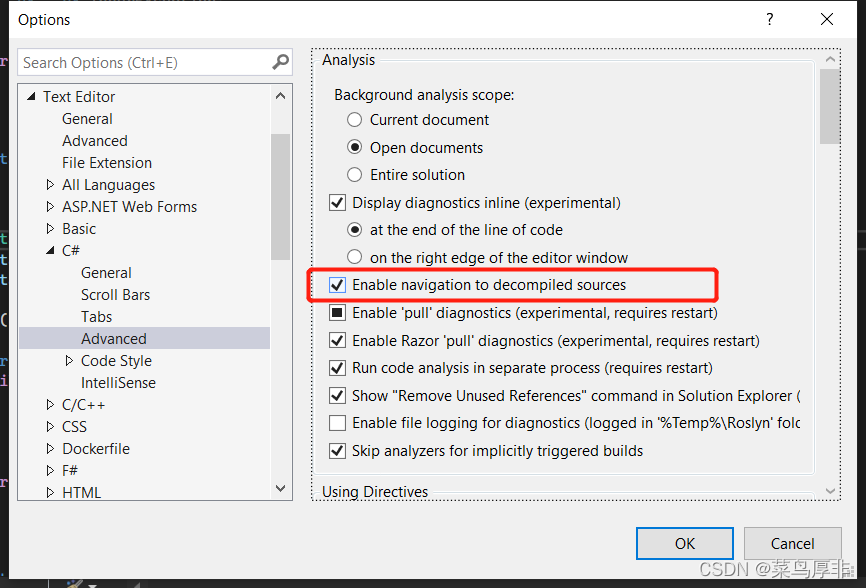 Options
?
Search Options (Ctrl+E)
Text Editor
General
Advanced
File Extension
All Languages
ASP.NET Web Forms
Basic
C#
General
Scroll Bars
Tabs
Advanced
Code Style
IntelliSense
C/C++
CSS
Dockerfile
F#
HTML
Analysis
Background analysis scope:
Current document
Open documents
Entire solution
Display diagnostics inline (experimental)
at the end of the line of code
on the right edge of the editor window
Enable navigation to decompiled sources
Enable 'pull' diagnostics (experimental, requires restart)
Enable Razor 'pull' diagnostics (experimental, requires restart)
Run code analysis in separate process (requires restart)
Show "Remove Unused References" command in Solution Explorer (
Enable file logging for diagnostics (logged in '%Temp%\Roslyn' folc
Skip analyzers for implicitly triggered builds
Using Directives
OK
Cancel
CSDN @菜鸟厚非